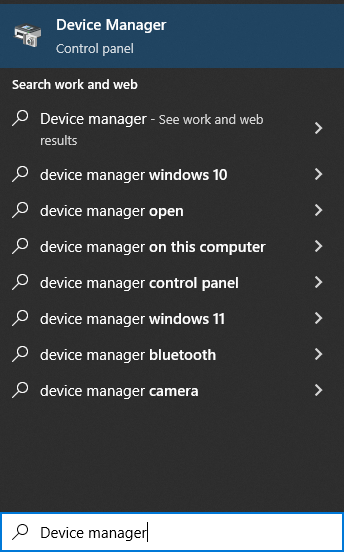 Device Manager
Control panel
Search work and web
Device manager - See work and web
results
device manager windows 10
device manager open
device manager on this computer
device manager control panel
device manager windows 11
device manager bluetooth
device manager camera
Device manager